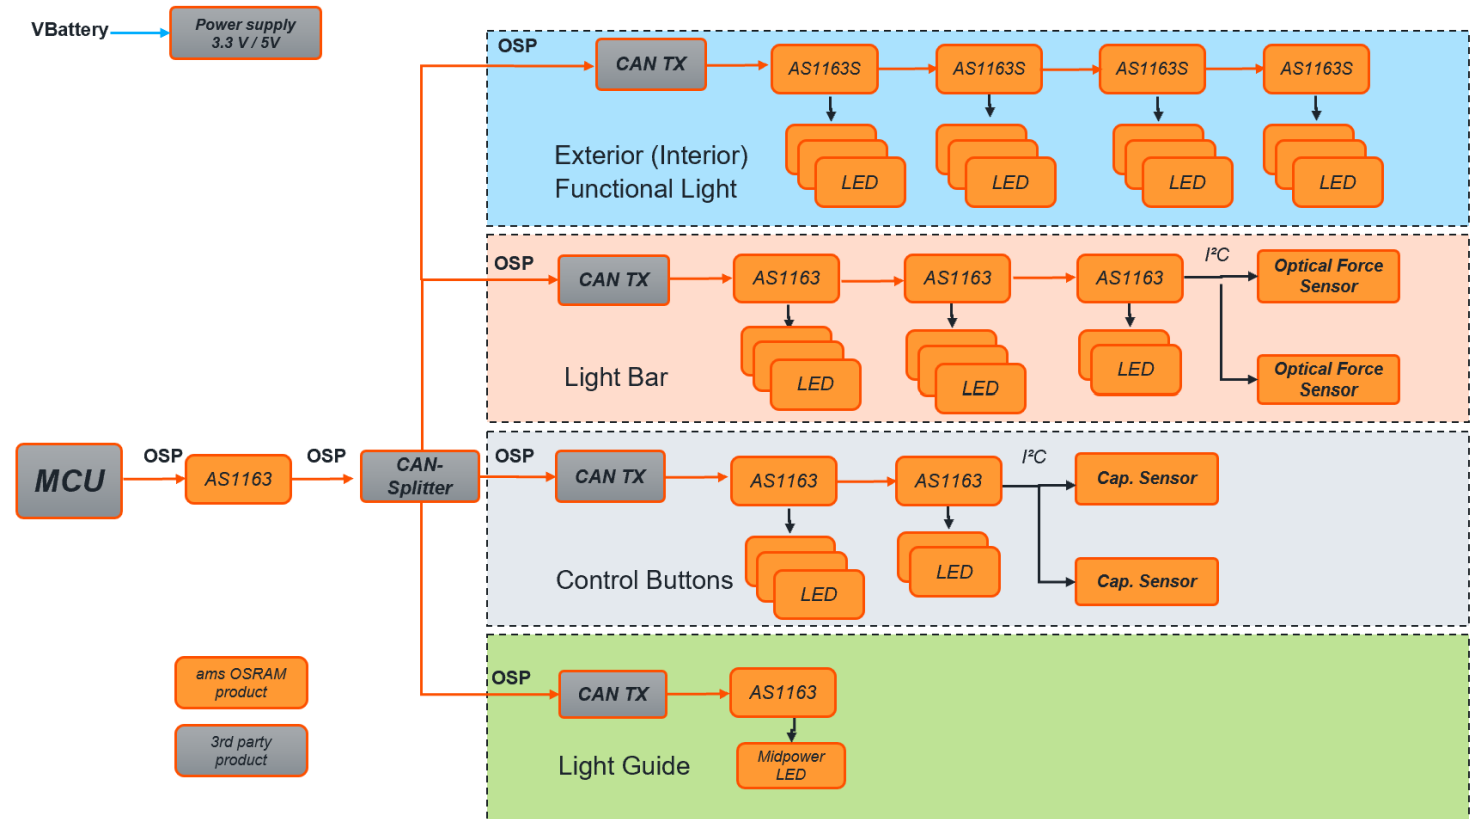 VBattery
Power supply
3.3 V / 5V
OSP
CAN TX
AS1163S
AS1163S
AS1163S
AS1163S
Exterior (Interior)
Functional Light
LED
LED
LED
LED
OSP
CAN TX
AS1163
AS1163
AS1163
I²C
Optical Force
Sensor
Light Bar
LED
LED
LED
Optical Force
Sensor
MCU
OSP
AS1163
OSP
CAN-
Splitter
OSP
CAN TX
AS1163
AS1163
I²C
Cap. Sensor
Control Buttons
LED
LED
Cap. Sensor
ams OSRAM
product
3rd party
product
OSP
CAN TX
AS1163
Light Guide
Midpower
LED